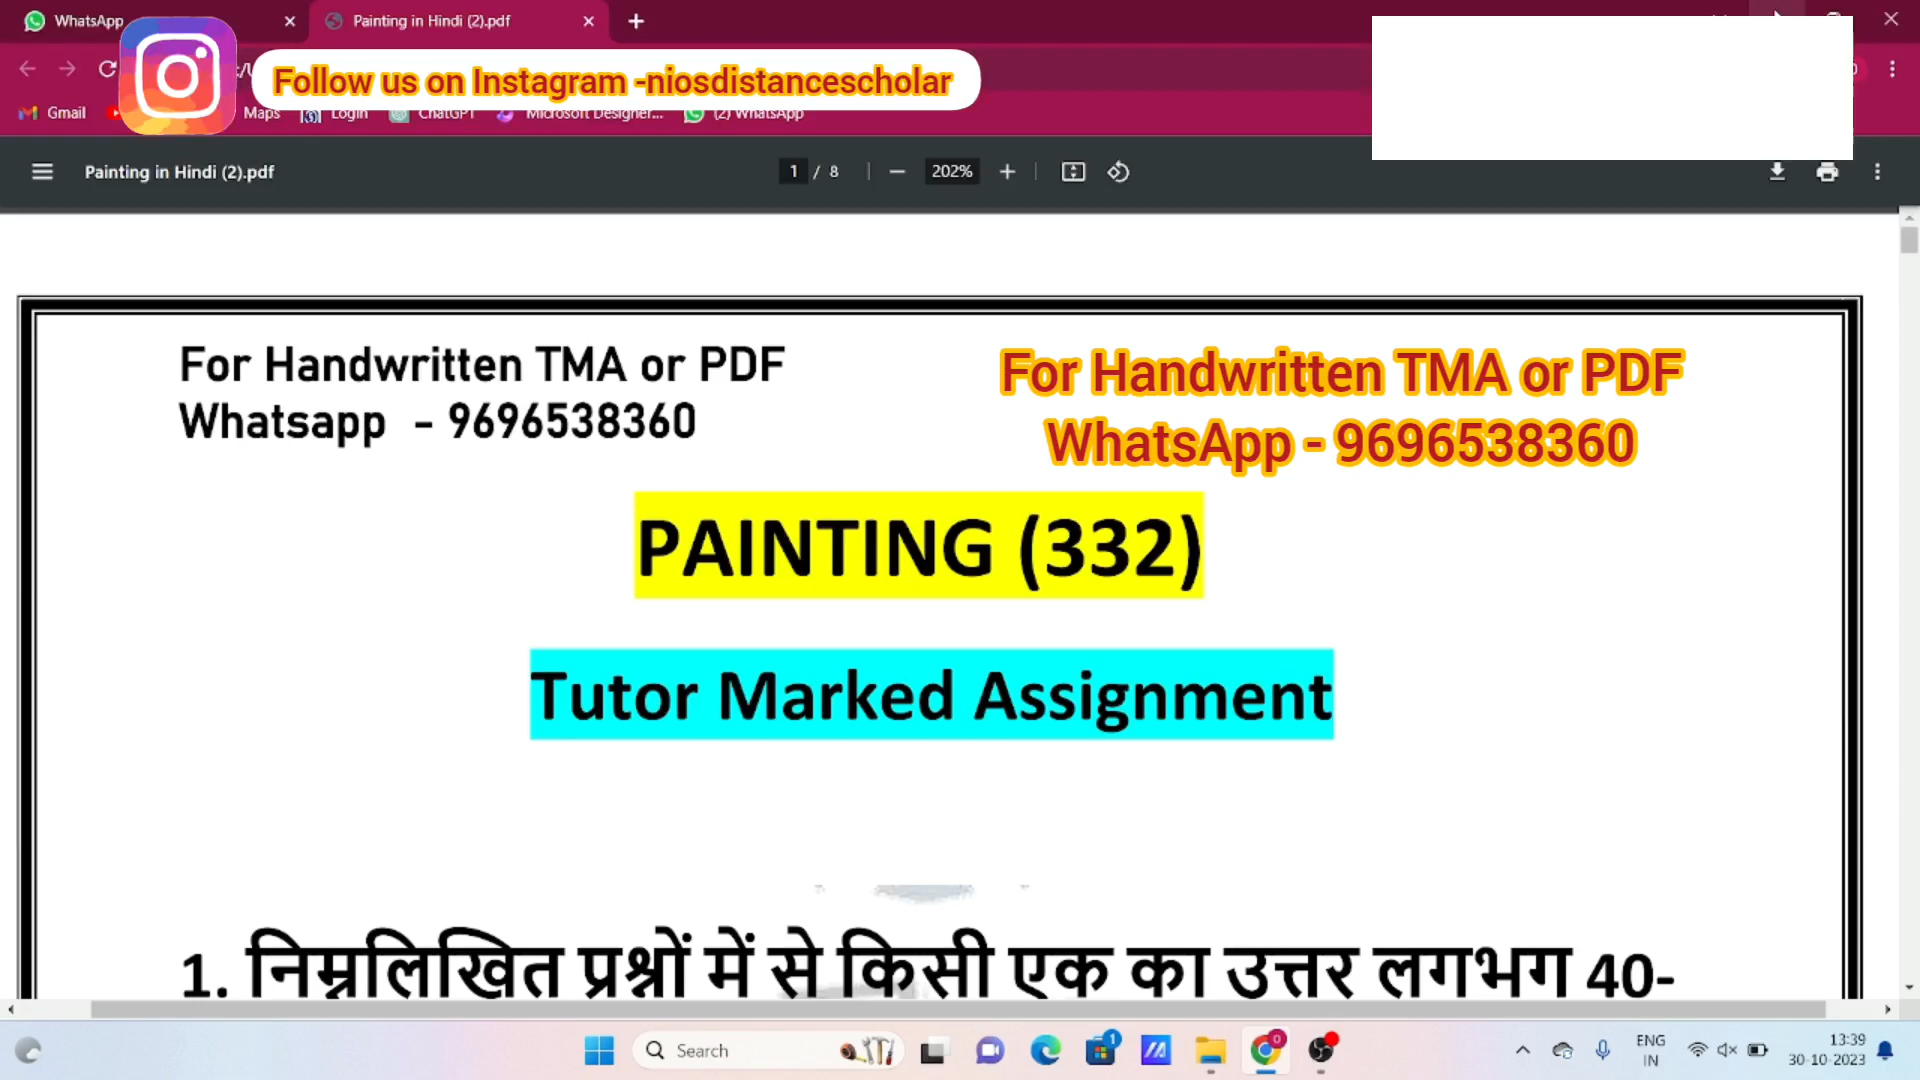 WhatsApp
Painting in Hindi (2).pdf
Follow us on Instagram -niosdistancescholar
Gmail
Maps
Login
ChatGPT
Microsoft Designer...
(2) WhatsApp
Painting in Hindi (2).pdf
1 / 8
202%
For Handwritten TMA or PDF
Whatsapp - 9696538360
For Handwritten TMA or PDF
WhatsApp - 9696538360
PAINTING (332)
Tutor Marked Assignment
1. निम्नलिखित प्रश्नों में से किसी एक का उत्तर लगभग 40-
Search
1
0
ENG
IN
13:39
30-10-2023